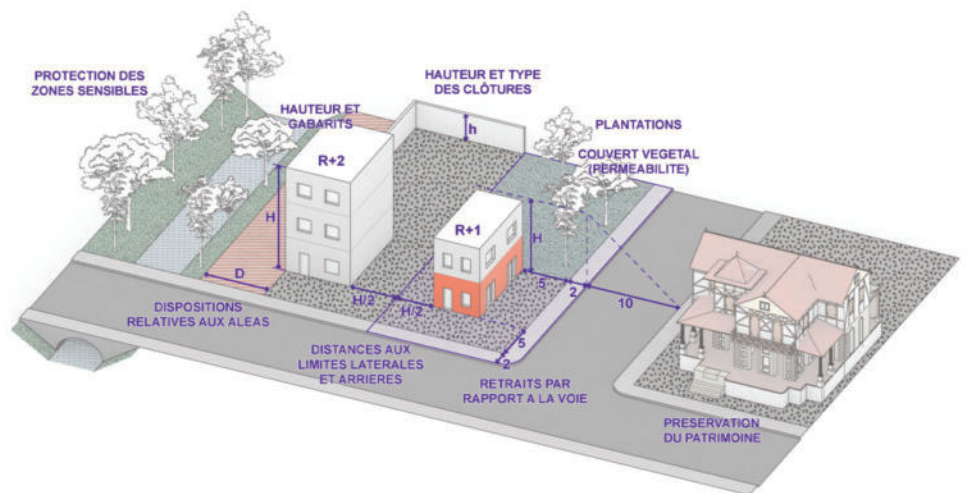 PROTECTION DES
ZONES SENSIBLES
HAUTEUR ET TYPE
DES CLÔTURES
HAUTEUR ET
GABARITS
h
PLANTATIONS
COUVERT VEGETAL
(PERMEABILITE)
R+2
R+1
H
H
D
H/2
H/2
5
2
10
5
2
DISPOSITIONS
RELATIVES AUX ALEAS
DISTANCES AUX
LIMITES LATERALES
ET ARRIERES
RETRAITS PAR
RAPPORT A LA VOIE
PRESERVATION
DU PATRIMOINE